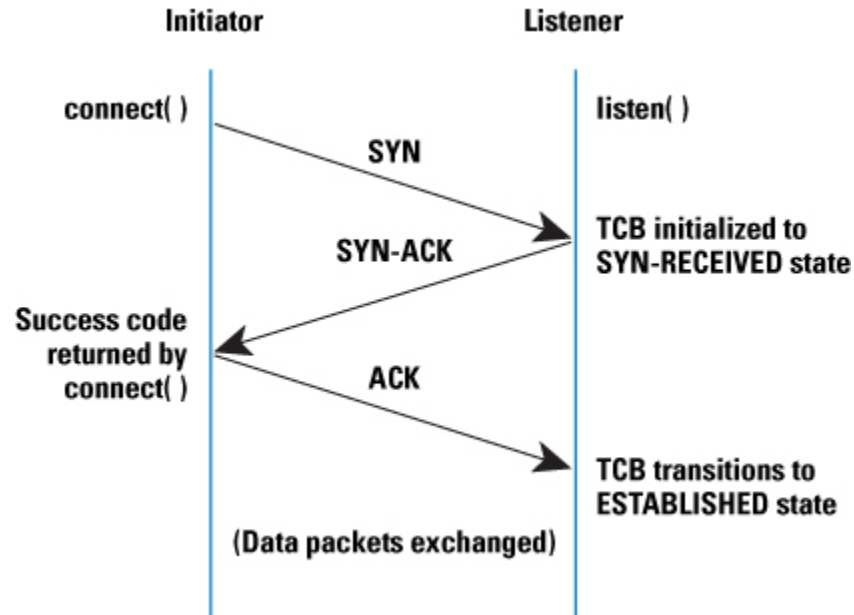 Initiator
Listener
connect( )
listen( )
SYN
TCB initialized to
SYN-RECEIVED state
SYN-ACK
Success code
returned by
connect( )
ACK
TCB transitions to
ESTABLISHED state
(Data packets exchanged)